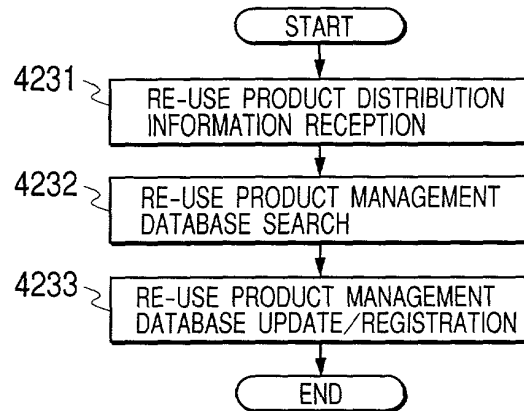 START
4231
RE-USE PRODUCT DISTRIBUTION
INFORMATION RECEPTION
4232
RE-USE PRODUCT MANAGEMENT
DATABASE SEARCH
4233
RE-USE PRODUCT MANAGEMENT
DATABASE UPDATE/REGISTRATION
END